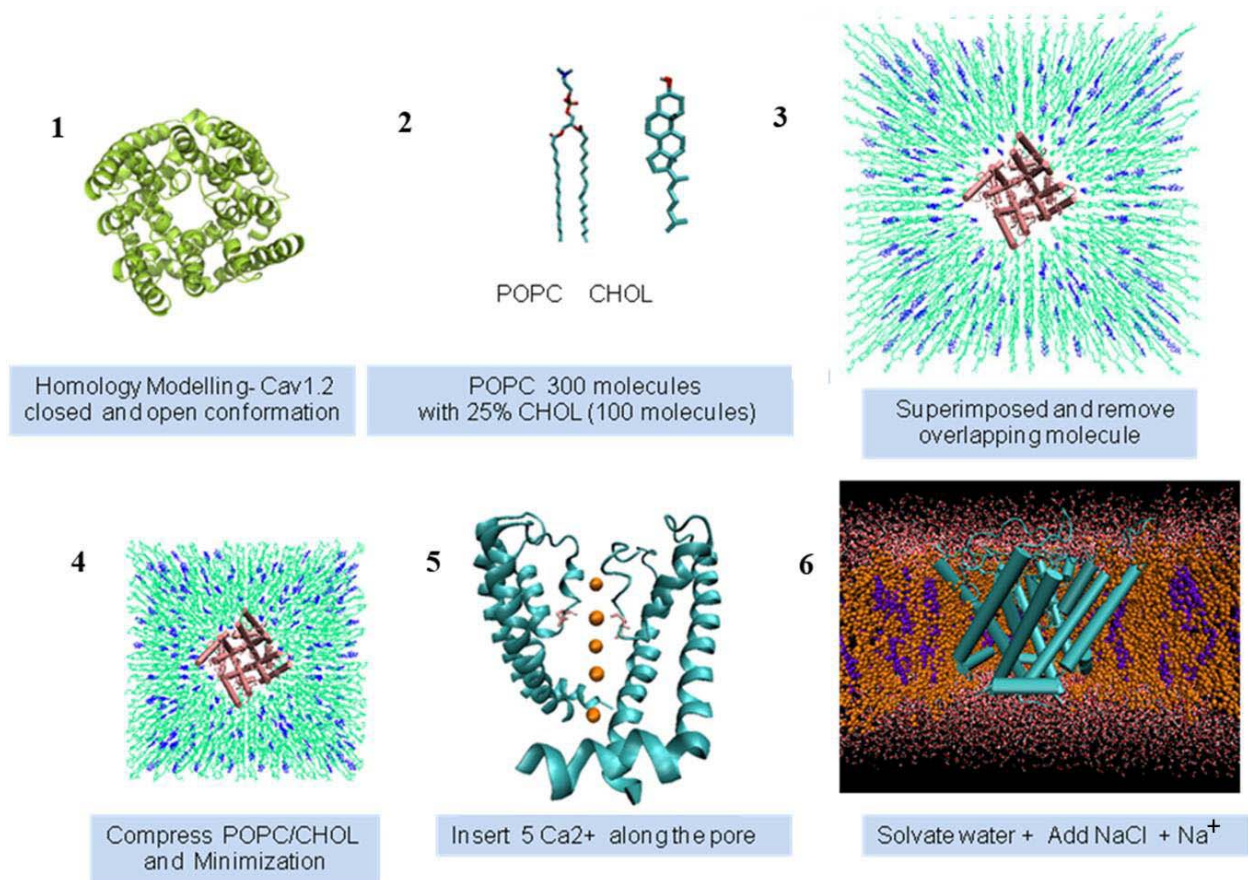 1
2
3
POPC CHOL
Homology Modelling- Cav1.2
closed and open conformation
POPC 300 molecules
with 25% CHOL (100 molecules)
Superimposed and remove
overlapping molecule
4
5
6
Compress POPC/CHOL
and Minimization
Insert 5 Ca2+ along the pore
Solvate water + Add NaCl + Na⁺